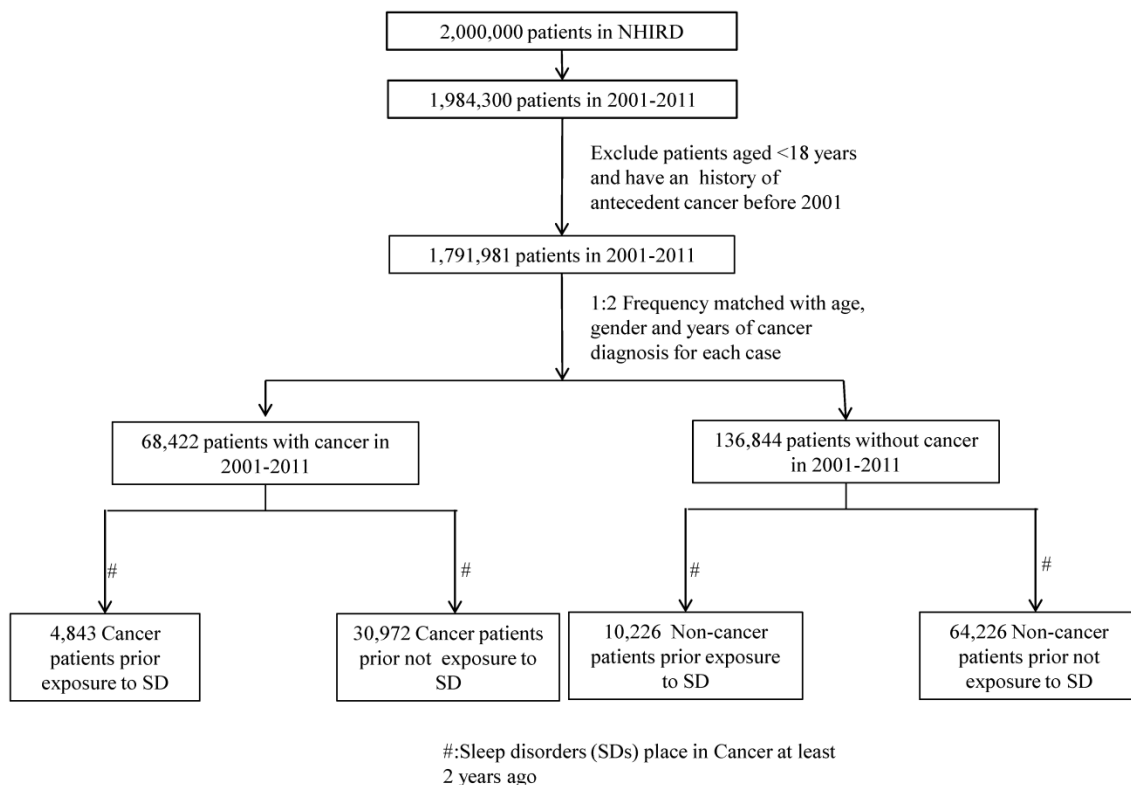 2,000,000 patients in NHIRD
1,984,300 patients in 2001-2011
Exclude patients aged <18 years
and have an history of
antecedent cancer before 2001
1,791,981 patients in 2001-2011
1:2 Frequency matched with age,
gender and years of cancer
diagnosis for each case
68,422 patients with cancer in
2001-2011
136,844 patients without cancer
in 2001-2011
#
#
#
#
4,843 Cancer
patients prior
exposure to SD
30,972 Cancer patients
prior not exposure to
SD
10,226 Non-cancer
patients prior exposure
to SD
64,226 Non-cancer
patients prior not
exposure to SD
#:Sleep disorders (SDs) place in Cancer at least
2 years ago